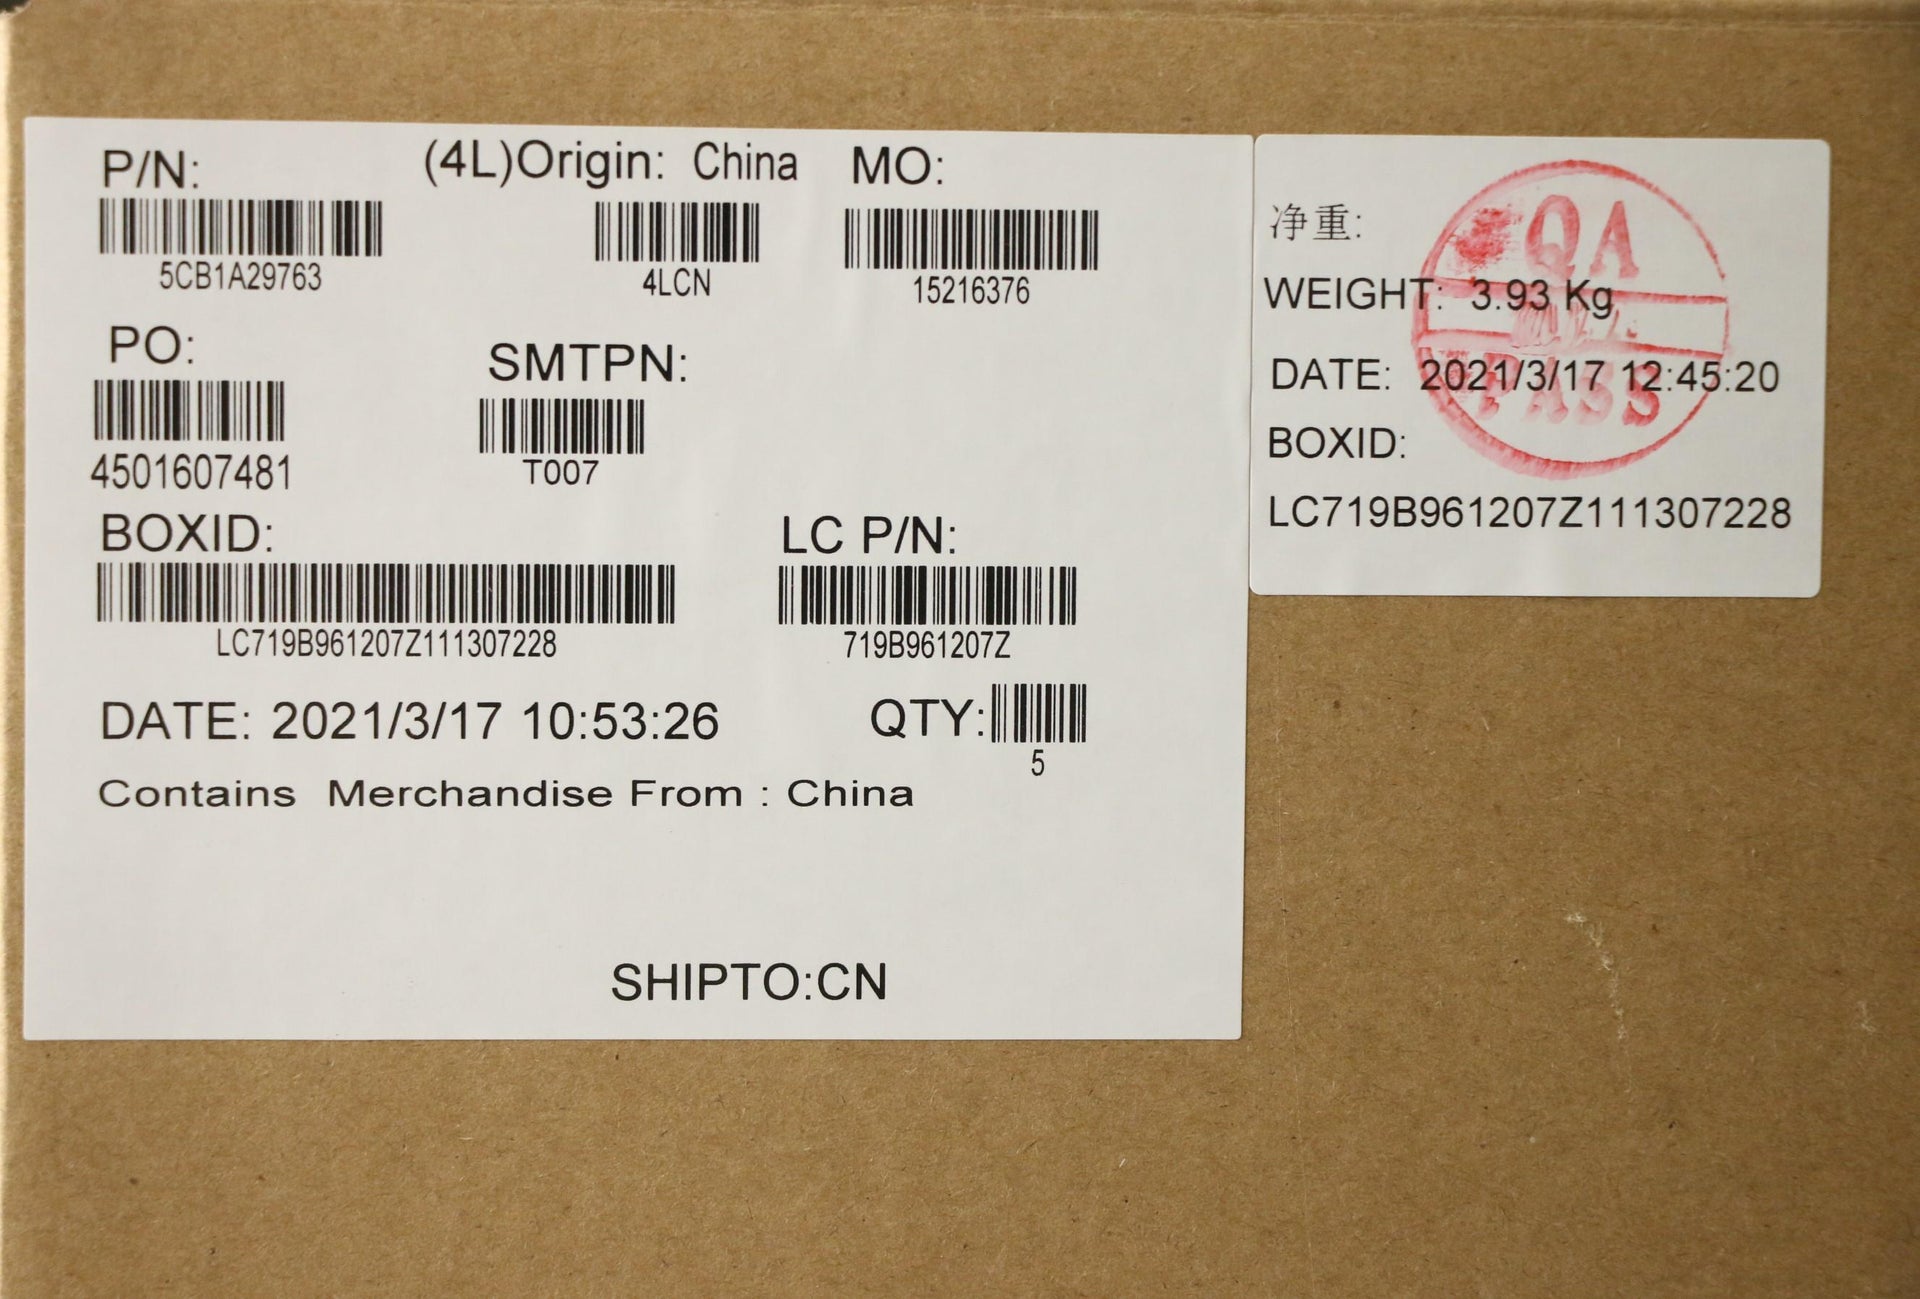 P/N: (4L)Origin: China MO:
5CB1A29763 4LCN 15216376
PO: SMTPN:
4501607481 T007
BOXID: LC P/N:
LC719B961207Z111307228 719B961207Z
DATE: 2021/3/17 10:53:26 QTY:
5
Contains Merchandise From : China
SHIPTO:CN
净重:
WEIGHT: 3.93 Kg
DATE: 2021/3/17 12:45:20
BOXID:
LC719B961207Z111307228
QA
PASS